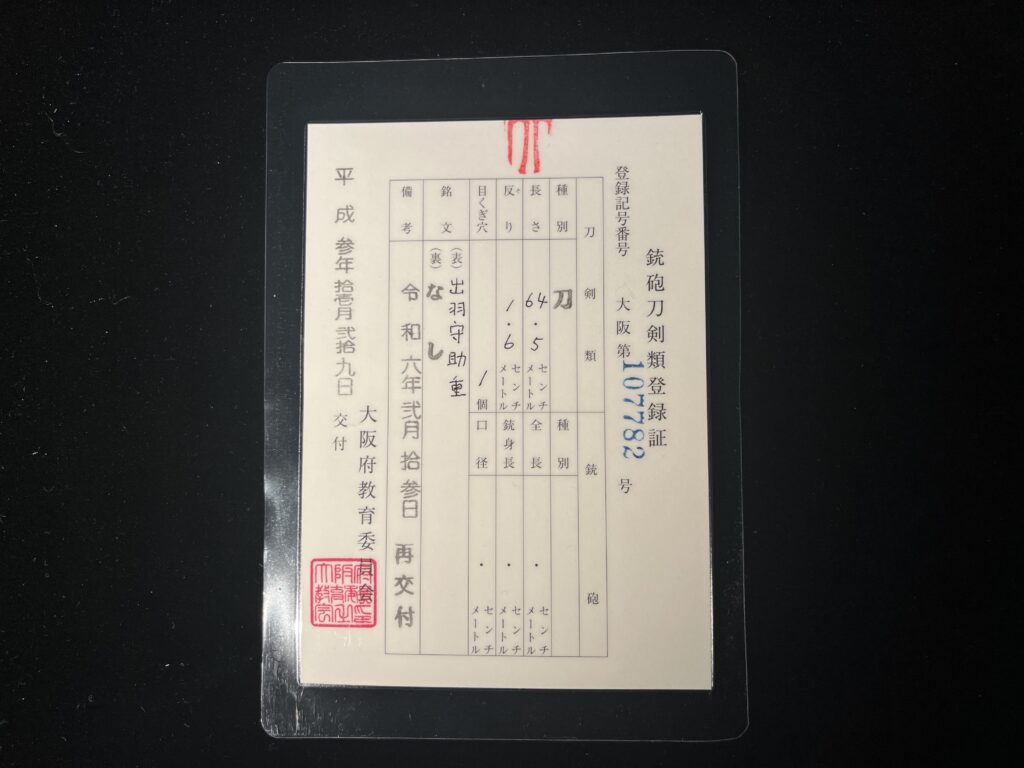 銃砲刀剣類登録証
登録記号番号 大阪第107782号
刀剣類 銃砲
種別 刀 種別
長さ 64.5センチメートル 全長 ・センチメートル
反り 1.6センチメートル 銃身長 ・センチメートル
目くぎ穴 1個 口径 ・センチメートル
銘文 (表)出羽守助重
(裏)なし
備考 令和六年弐月拾参日 再交付
大阪府教育委員会
平成参年拾壱月弐拾九日 交付